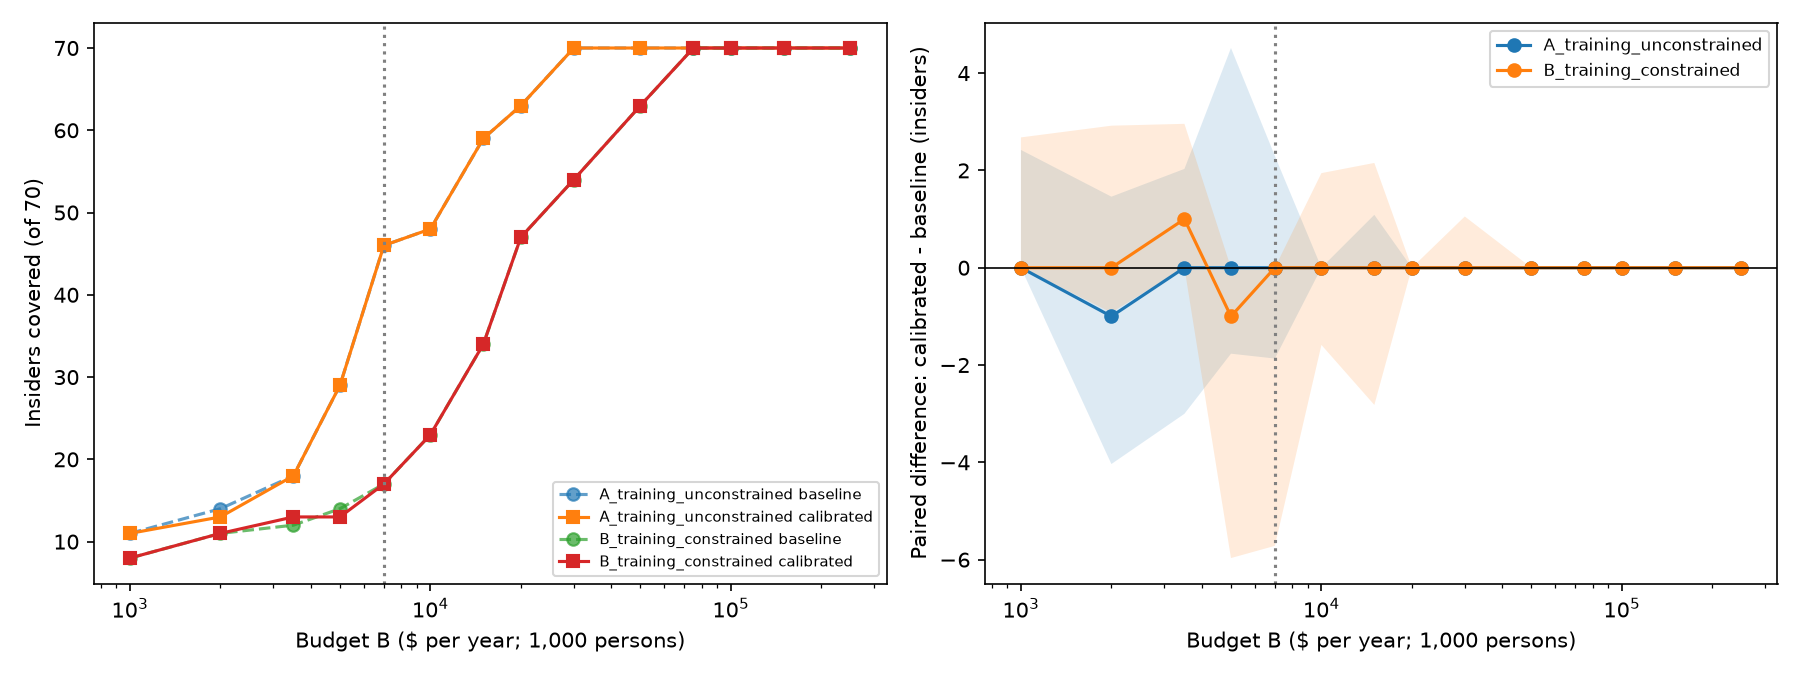 70
60
50
40
30
20
10
Insiders covered (of 70)
10³
10⁴
10⁵
Budget B ($ per year; 1,000 persons)
A_training_unconstrained baseline
A_training_unconstrained calibrated
B_training_constrained baseline
B_training_constrained calibrated
4
2
0
−2
−4
−6
Paired difference: calibrated - baseline (insiders)
10³
10⁴
10⁵
Budget B ($ per year; 1,000 persons)
A_training_unconstrained
B_training_constrained